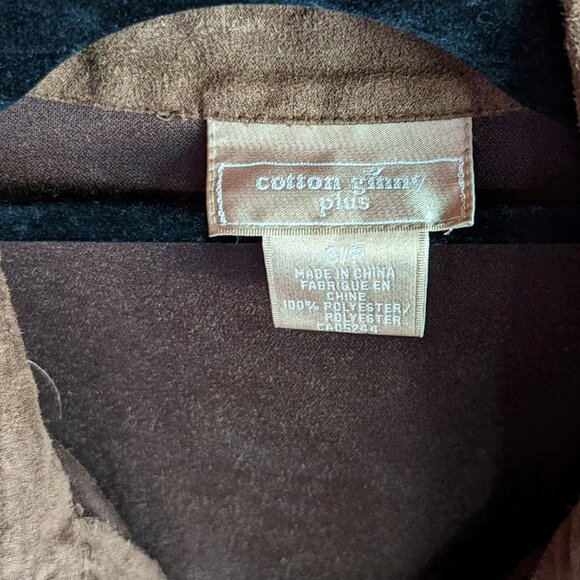 cotton ginny
plus
MADE IN CHINA
FABRIQUE EN
CHINE
100% POLYESTER/
POLYESTER
CA05244